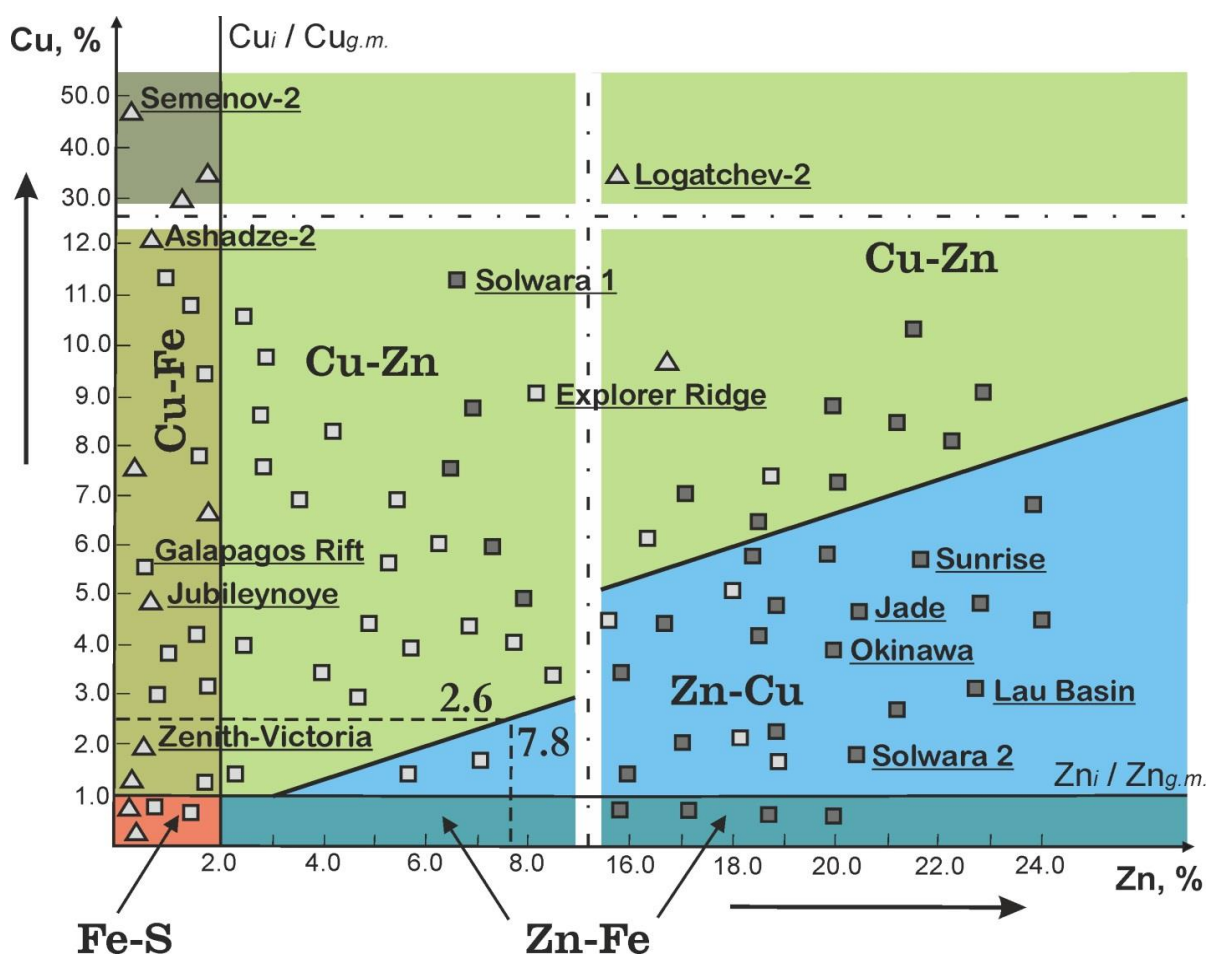 Cu, %
Cui / Cug.m.
50.0
Semenov-2
40.0
Logatchev-2
30.0
12.0
Ashadze-2
Cu-Zn
Solwara 1
11.0
10.0
Cu-Fe
Cu-Zn
9.0
Explorer Ridge
8.0
7.0
6.0
Galapagos Rift
Sunrise
5.0
Jubileynoye
Jade
4.0
Okinawa
3.0
2.6
Zn-Cu
Lau Basin
2.0
Zenith-Victoria
7.8
Solwara 2
Zni / Zng.m.
1.0
2.0 4.0 6.0 8.0 16.0 18.0 20.0 22.0 24.0
Zn, %
Fe-S
Zn-Fe